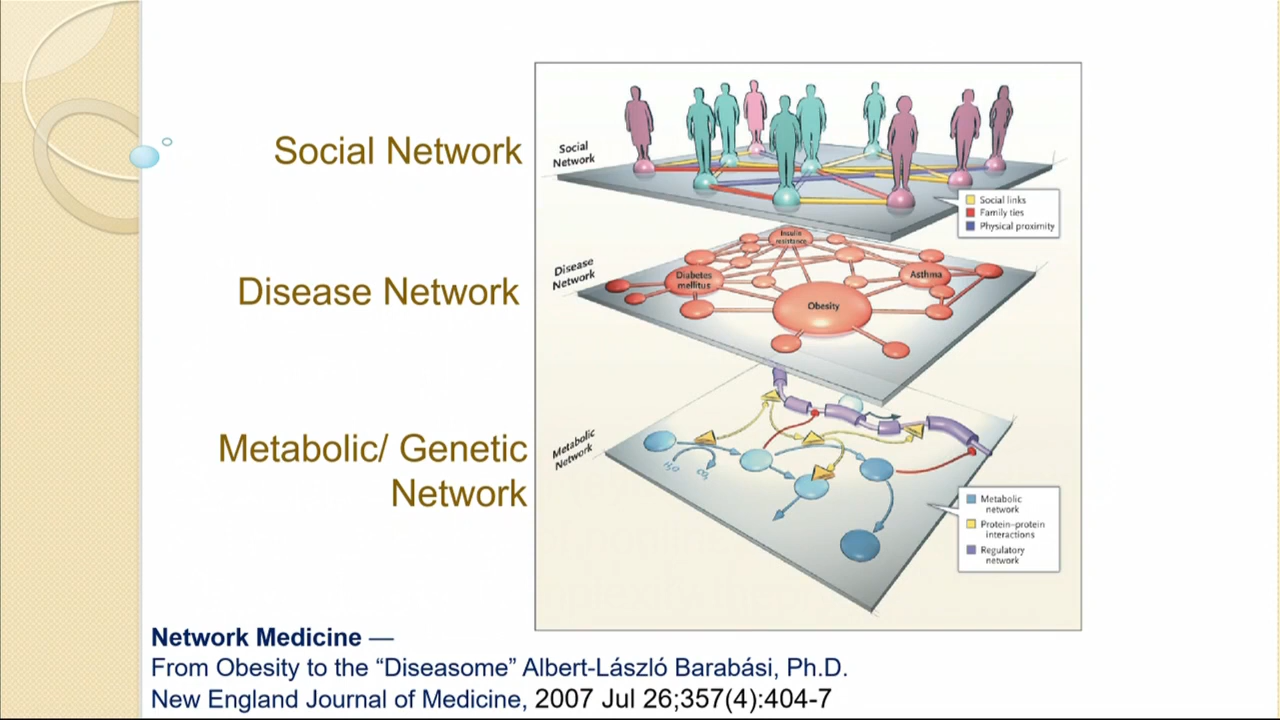 Social Network
Disease Network
Metabolic/ Genetic
Network
Social
Network
Social links
Family ties
Physical proximity
Disease
Network
Insulin
resistance
Diabetes
mellitus
Asthma
Obesity
Metabolic
Network
H₂O
CO₂
Metabolic
network
Protein–protein
interactions
Regulatory
network
Network Medicine —
From Obesity to the “Diseasome” Albert-László Barabási, Ph.D.
New England Journal of Medicine, 2007 Jul 26;357(4):404-7